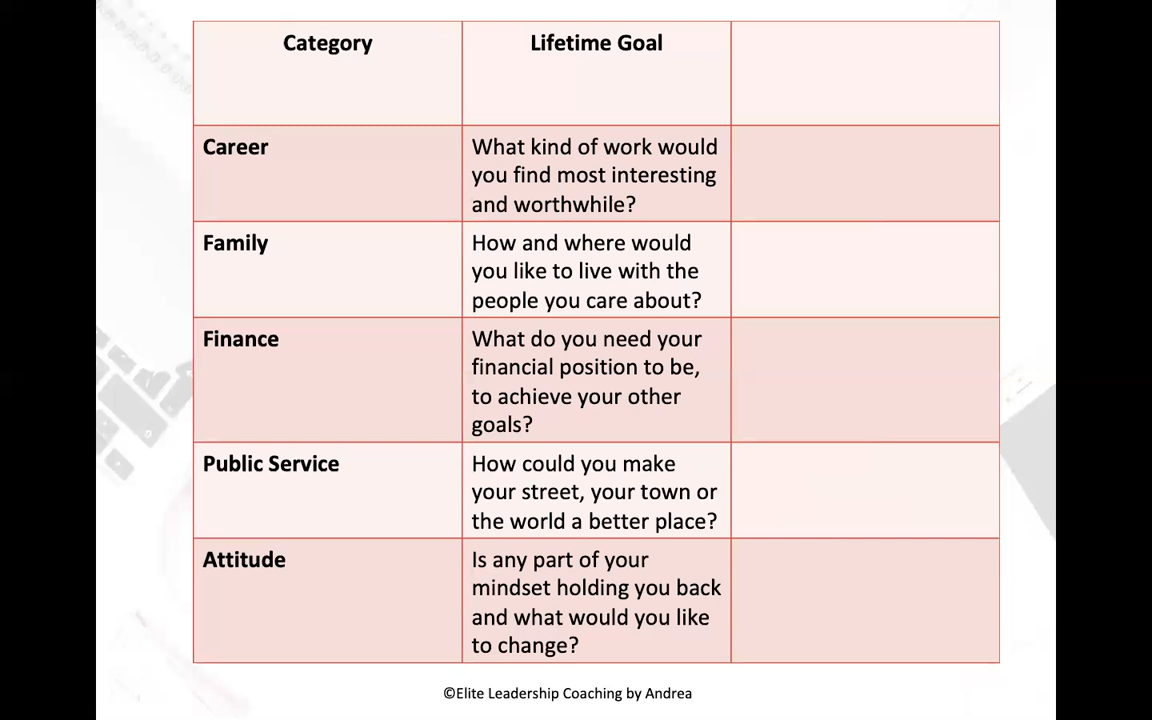 Category
Lifetime Goal
Career
What kind of work would
you find most interesting
and worthwhile?
Family
How and where would
you like to live with the
people you care about?
Finance
What do you need your
financial position to be,
to achieve your other
goals?
Public Service
How could you make
your street, your town or
the world a better place?
Attitude
Is any part of your
mindset holding you back
and what would you like
to change?
©Elite Leadership Coaching by Andrea